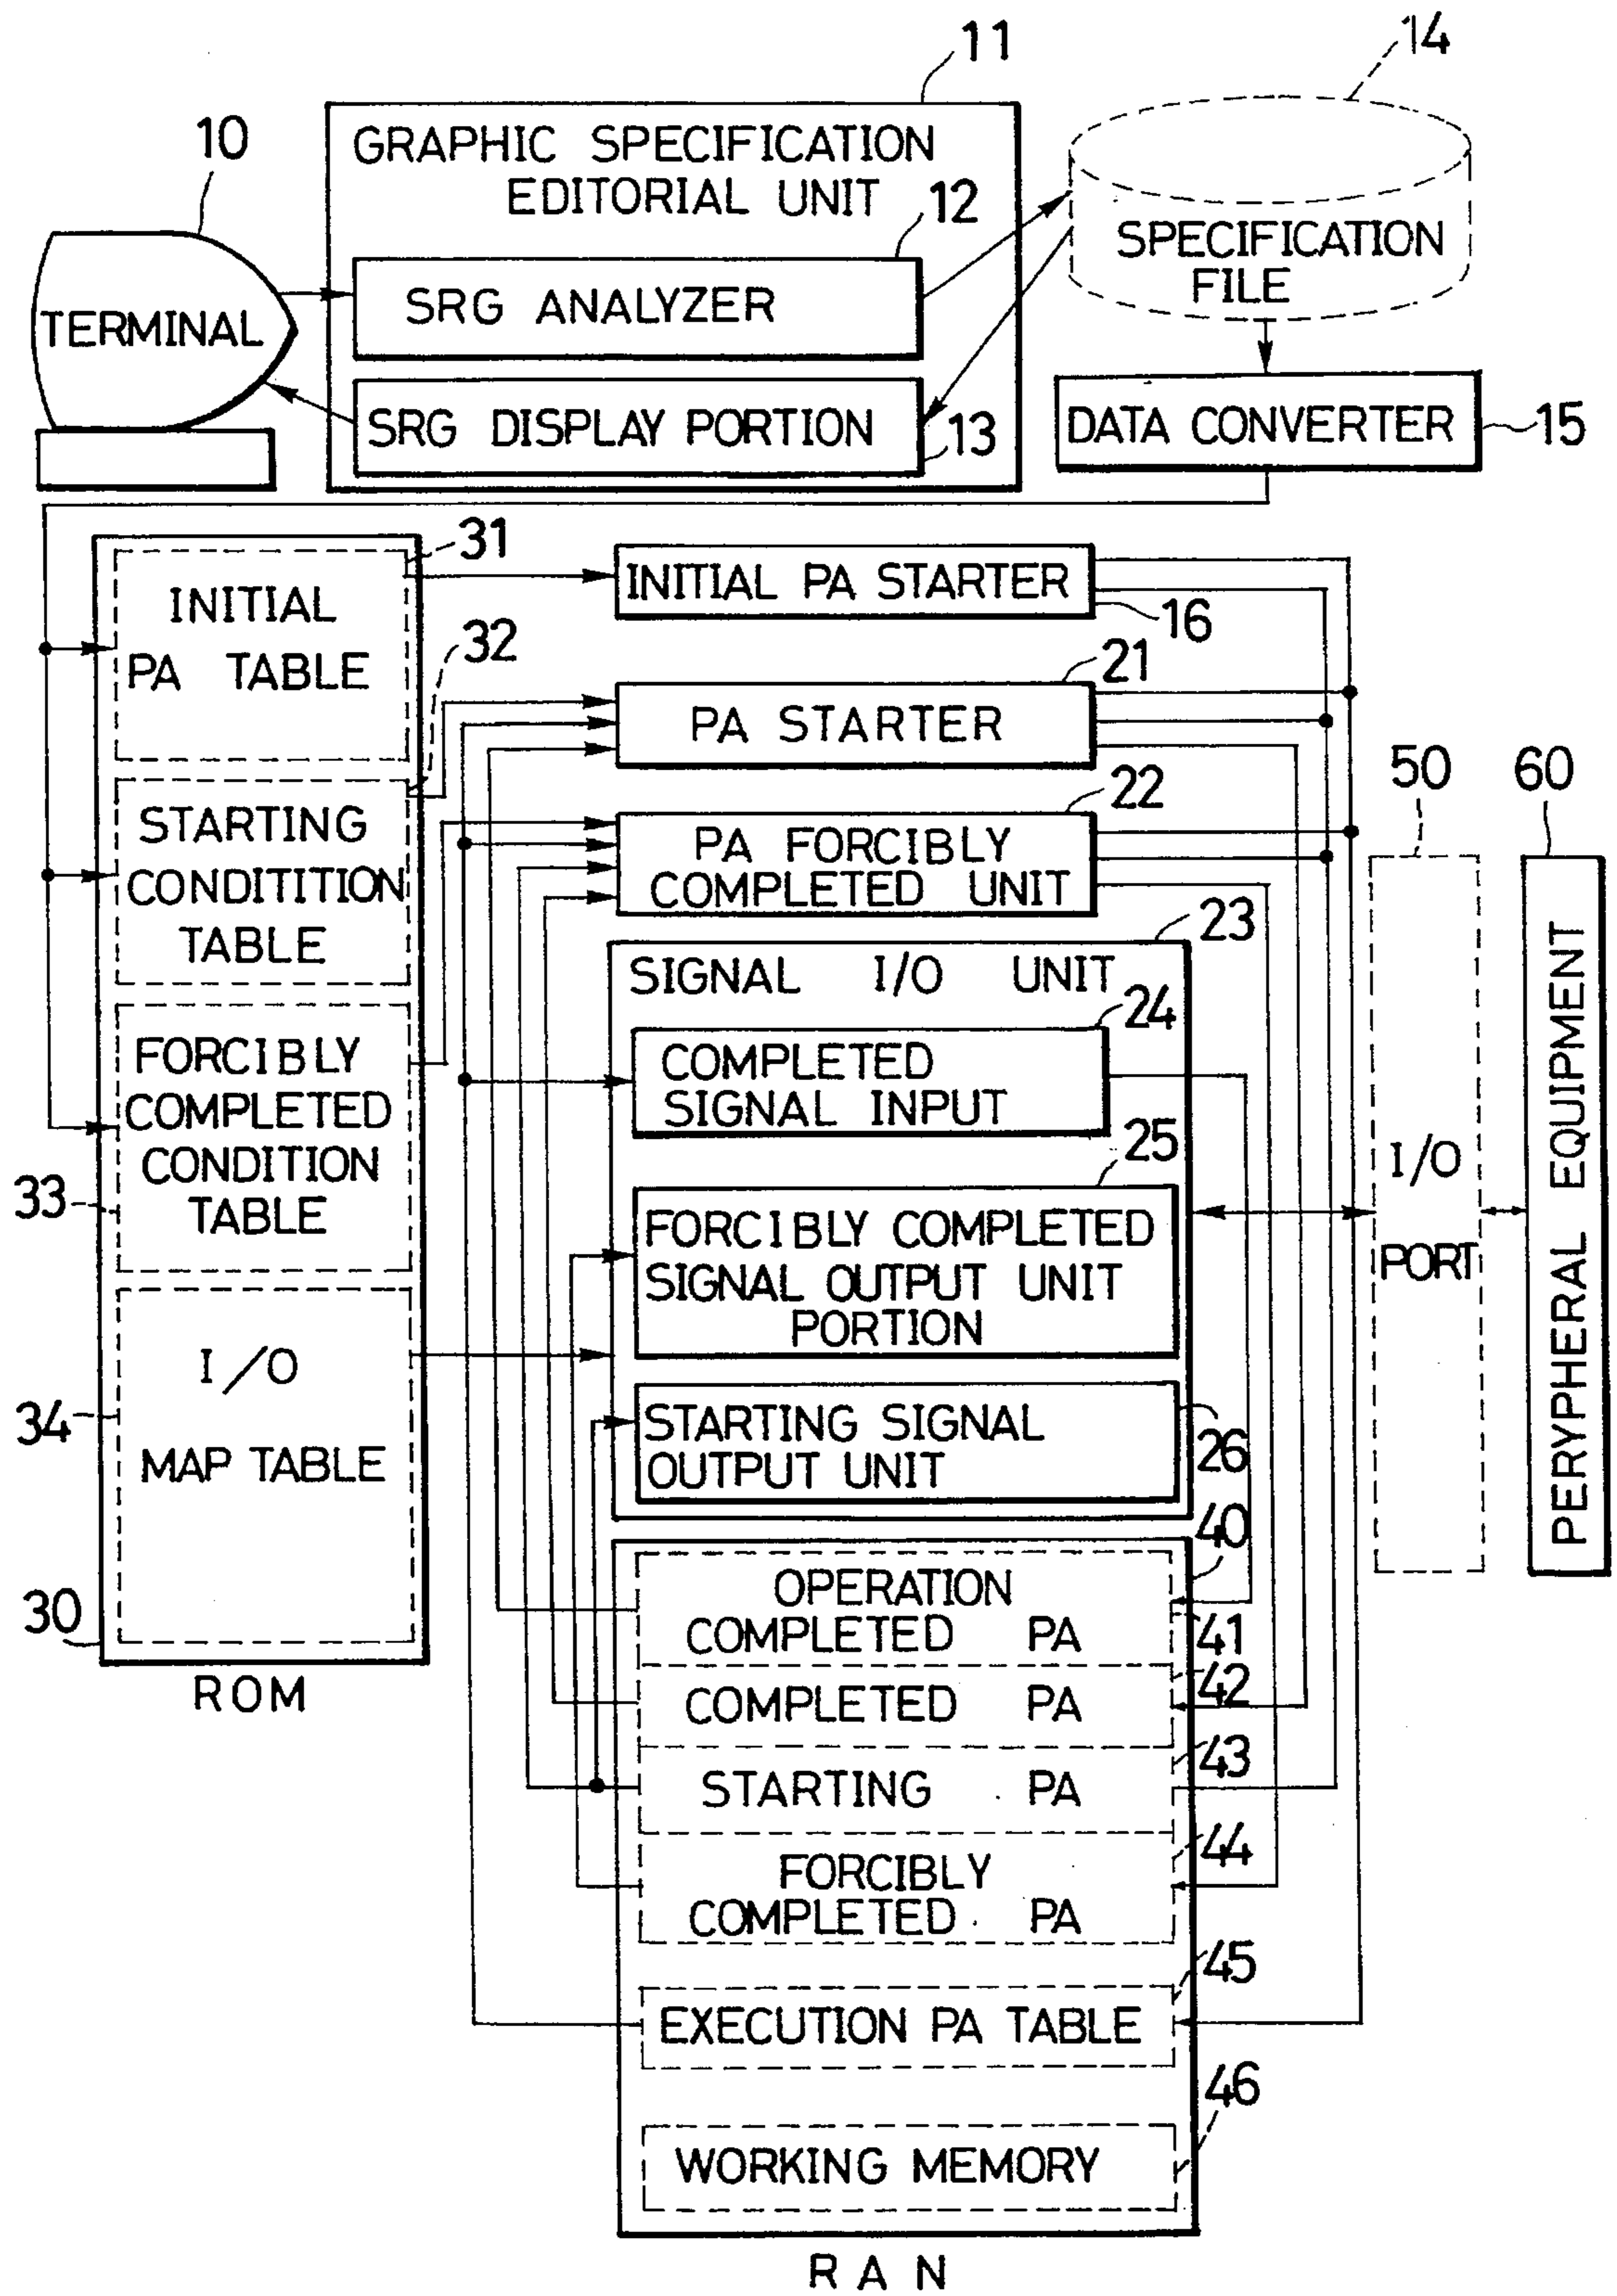 11
14
10
GRAPHIC SPECIFICATION
EDITORIAL UNIT
12
SPECIFICATION
FILE
TERMINAL
SRG ANALYZER
SRG DISPLAY PORTION
13
DATA CONVERTER
15
31
INITIAL
PA TABLE
INITIAL PA STARTER
16
32
21
PA STARTER
STARTING
CONDITITION
TABLE
22
PA FORCIBLY
COMPLETED UNIT
50
60
23
SIGNAL I/O UNIT
24
COMPLETED
SIGNAL INPUT
FORCIBLY
COMPLETED
CONDITION
TABLE
33
25
FORCIBLY COMPLETED
SIGNAL OUTPUT UNIT
PORTION
I/O
PORT
PERYPHERAL EQUIPMENT
I/O
MAP TABLE
34
STARTING SIGNAL
OUTPUT UNIT
26
30
ROM
40
OPERATION
COMPLETED PA
41
42
COMPLETED PA
43
STARTING PA
44
FORCIBLY
COMPLETED PA
45
EXECUTION PA TABLE
46
WORKING MEMORY
RAN